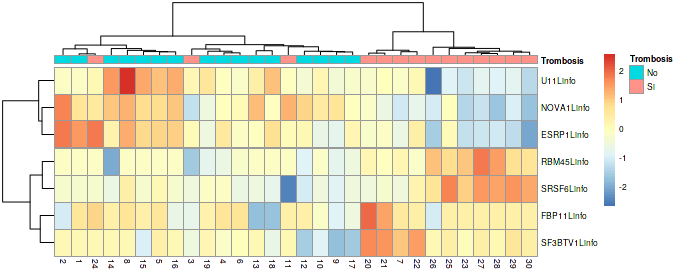 Trombosis
Trombosis
No
Si
2
1
0
-1
-2
U11Linfo
NOVA1Linfo
ESRP1Linfo
RBM45Linfo
SRSF6Linfo
FBP11Linfo
SF3BTV1Linfo
2 1 24 14 8 15 5 16 3 19 4 6 13 18 11 12 10 9 17 20 21 7 22 26 25 23 27 28 29 30